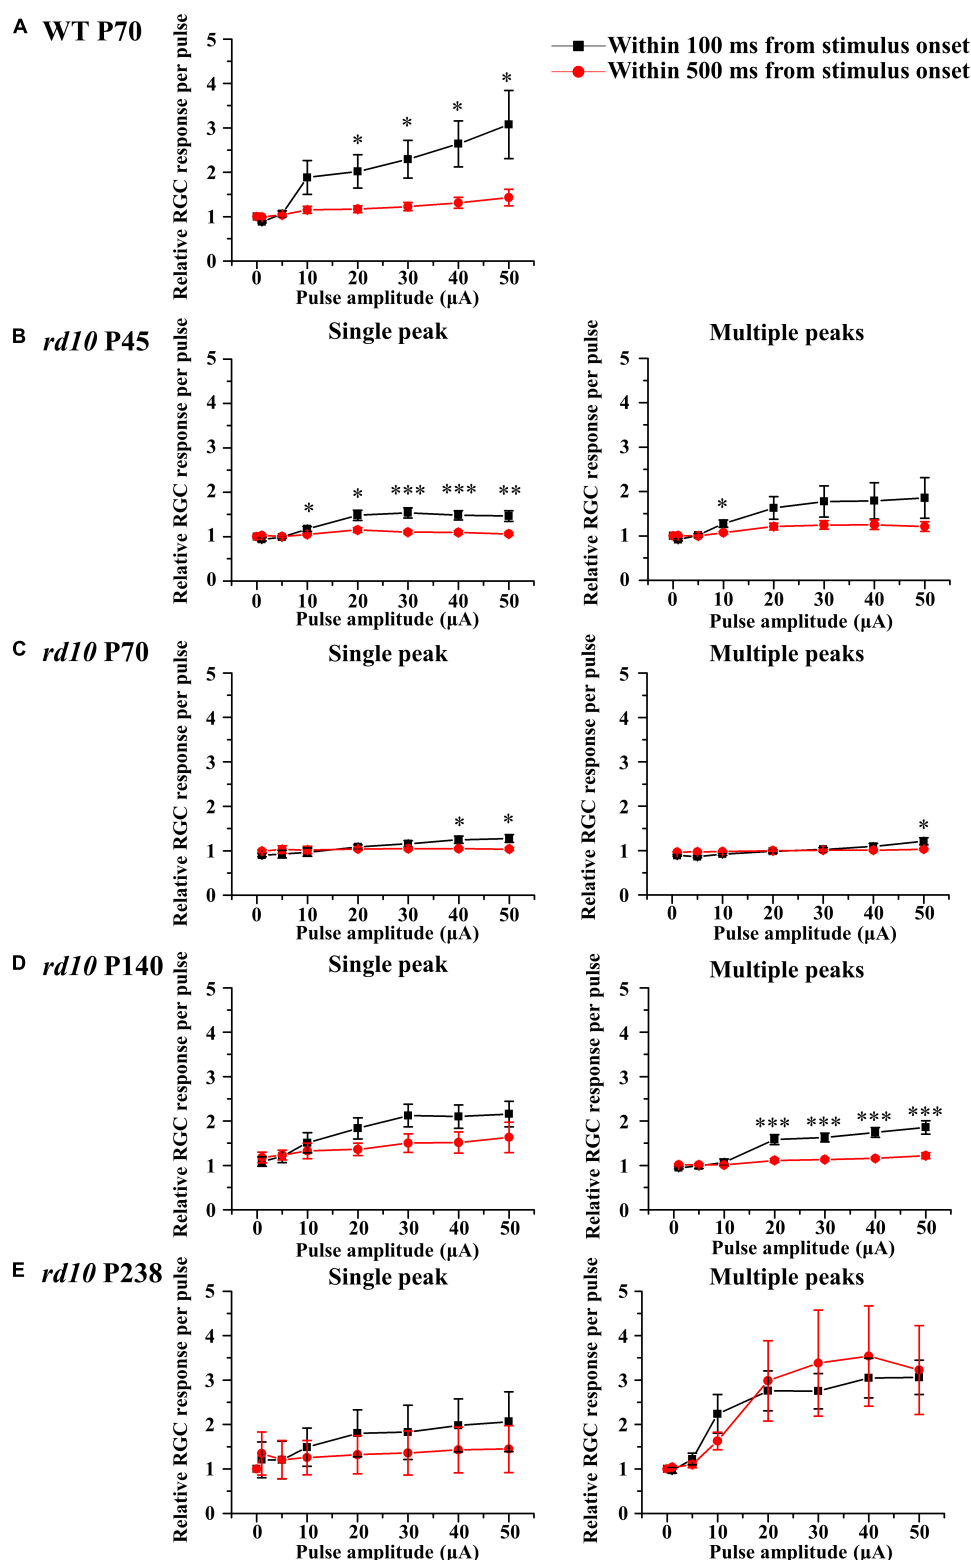 A WT P70
Within 100 ms from stimulus onset
Within 500 ms from stimulus onset
Relative RGC response per pulse
5
4
3
2
1
0
* * * * *
0 10 20 30 40 50
Pulse amplitude (μA)
B rd10 P45
Single peak
Relative RGC response per pulse
5
4
3
2
1
0
* * *** *** **
0 10 20 30 40 50
Pulse amplitude (μA)
Multiple peaks
Relative RGC response per pulse
5
4
3
2
1
0
*
0 10 20 30 40 50
Pulse amplitude (μA)
C rd10 P70
Single peak
Relative RGC response per pulse
5
4
3
2
1
0
* *
0 10 20 30 40 50
Pulse amplitude (μA)
Multiple peaks
Relative RGC response per pulse
5
4
3
2
1
0
*
0 10 20 30 40 50
Pulse amplitude (μA)
D rd10 P140
Single peak
Relative RGC response per pulse
5
4
3
2
1
0
0 10 20 30 40 50
Pulse amplitude (μA)
Multiple peaks
Relative RGC response per pulse
5
4
3
2
1
0
*** *** *** ***
0 10 20 30 40 50
Pulse amplitude (μA)
E rd10 P238
Single peak
Relative RGC response per pulse
5
4
3
2
1
0
0 10 20 30 40 50
Pulse amplitude (μA)
Multiple peaks
Relative RGC response per pulse
5
4
3
2
1
0
0 10 20 30 40 50
Pulse amplitude (μA)